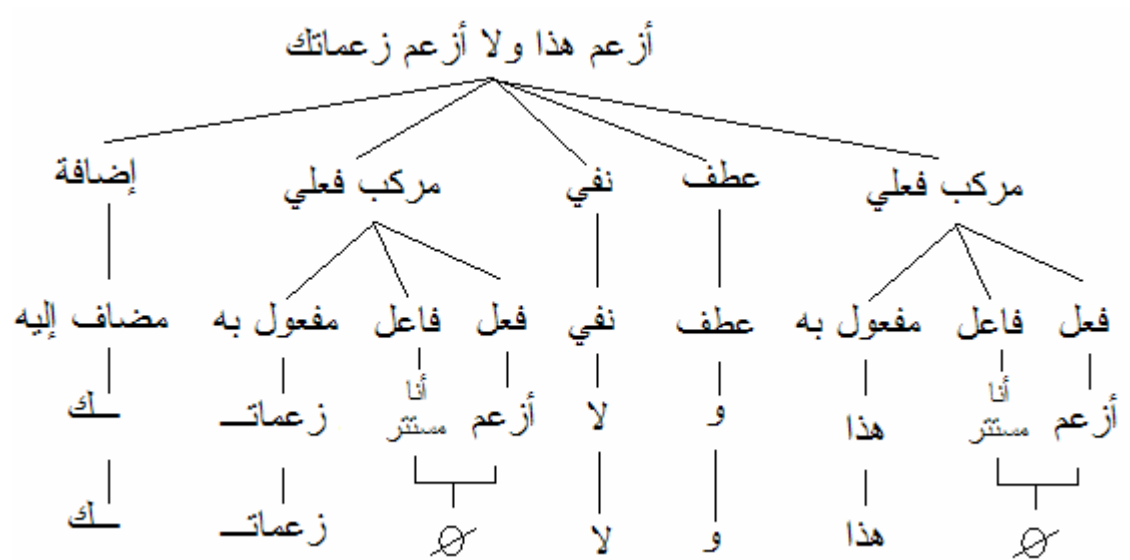 أزعم هذا ولا أزعم زعماتك
مركب فعلي عطف نفي مركب فعلي إضافة
فعل فاعل مفعول به عطف نفي فعل فاعل مفعول به مضاف إليه
أزعم أنا مستتر هذا و لا أزعم أنا مستتر زعماتـ ـك
∅ هذا و لا ∅ زعماتـ ـك